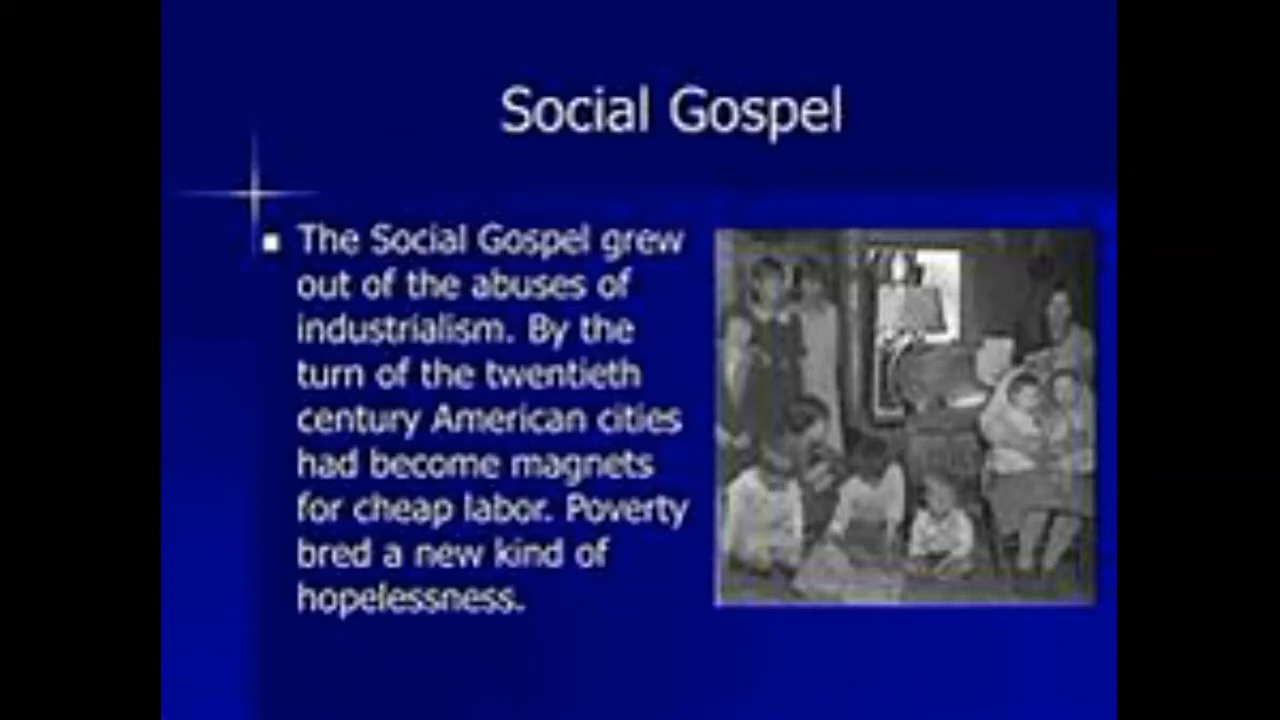 Social Gospel
The Social Gospel grew
out of the abuses of
industrialism. By the
turn of the twentieth
century American cities
had become magnets
for cheap labor. Poverty
bred a new kind of
hopelessness.